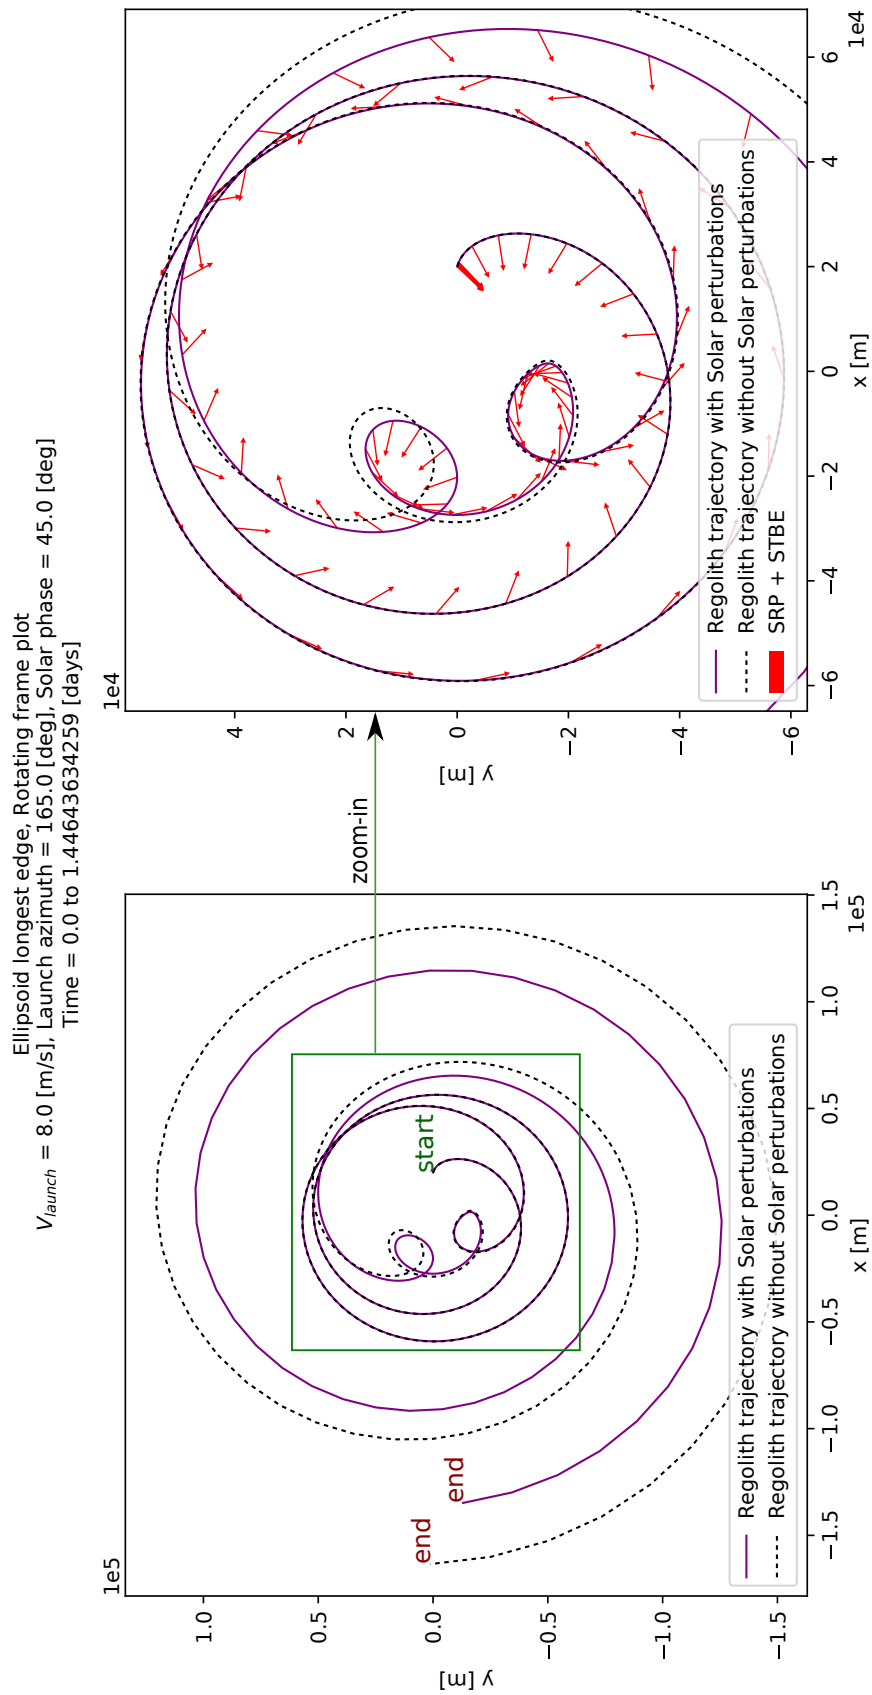 Ellipsoid longest edge, Rotating frame plot
V_launch = 8.0 [m/s], Launch azimuth = 165.0 [deg], Solar phase = 45.0 [deg]
Time = 0.0 to 1.44643634259 [days]
1e5
1.0
0.5
0.0
−0.5
−1.0
−1.5
y [m]
start
end
end
Regolith trajectory with Solar perturbations
Regolith trajectory without Solar perturbations
−1.5
−1.0
−0.5
0.0
0.5
1.0
1.5
x [m]
1e5
zoom-in
1e4
4
2
0
−2
−4
−6
y [m]
Regolith trajectory with Solar perturbations
Regolith trajectory without Solar perturbations
SRP + STBE
−6
−4
−2
0
2
4
6
x [m]
1e4